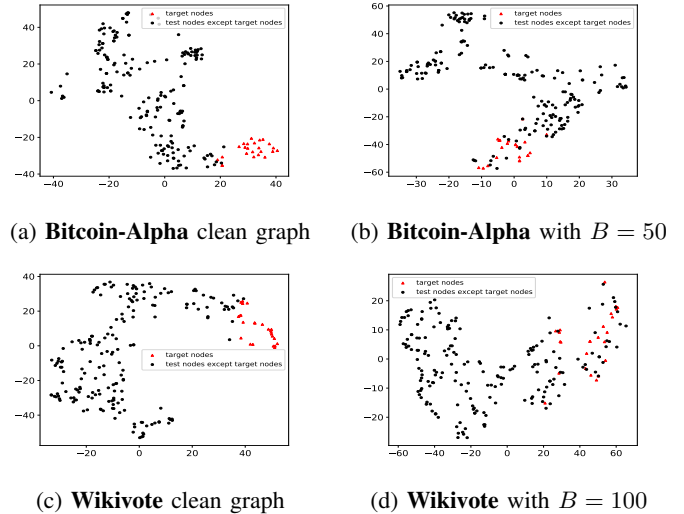 target nodes
test nodes except target nodes
40
20
0
−20
−40
−40 −20 0 20 40
(a) Bitcoin-Alpha clean graph
target nodes
test nodes except target nodes
40
20
0
−20
−40
−60
−30 −20 −10 0 10 20 30
(b) Bitcoin-Alpha with B = 50
target nodes
test nodes except target nodes
40
20
0
−20
−40
−20 0 20 40
(c) Wikivote clean graph
target nodes
test nodes except target nodes
20
10
0
−10
−20
−60 −40 −20 0 20 40 60
(d) Wikivote with B = 100